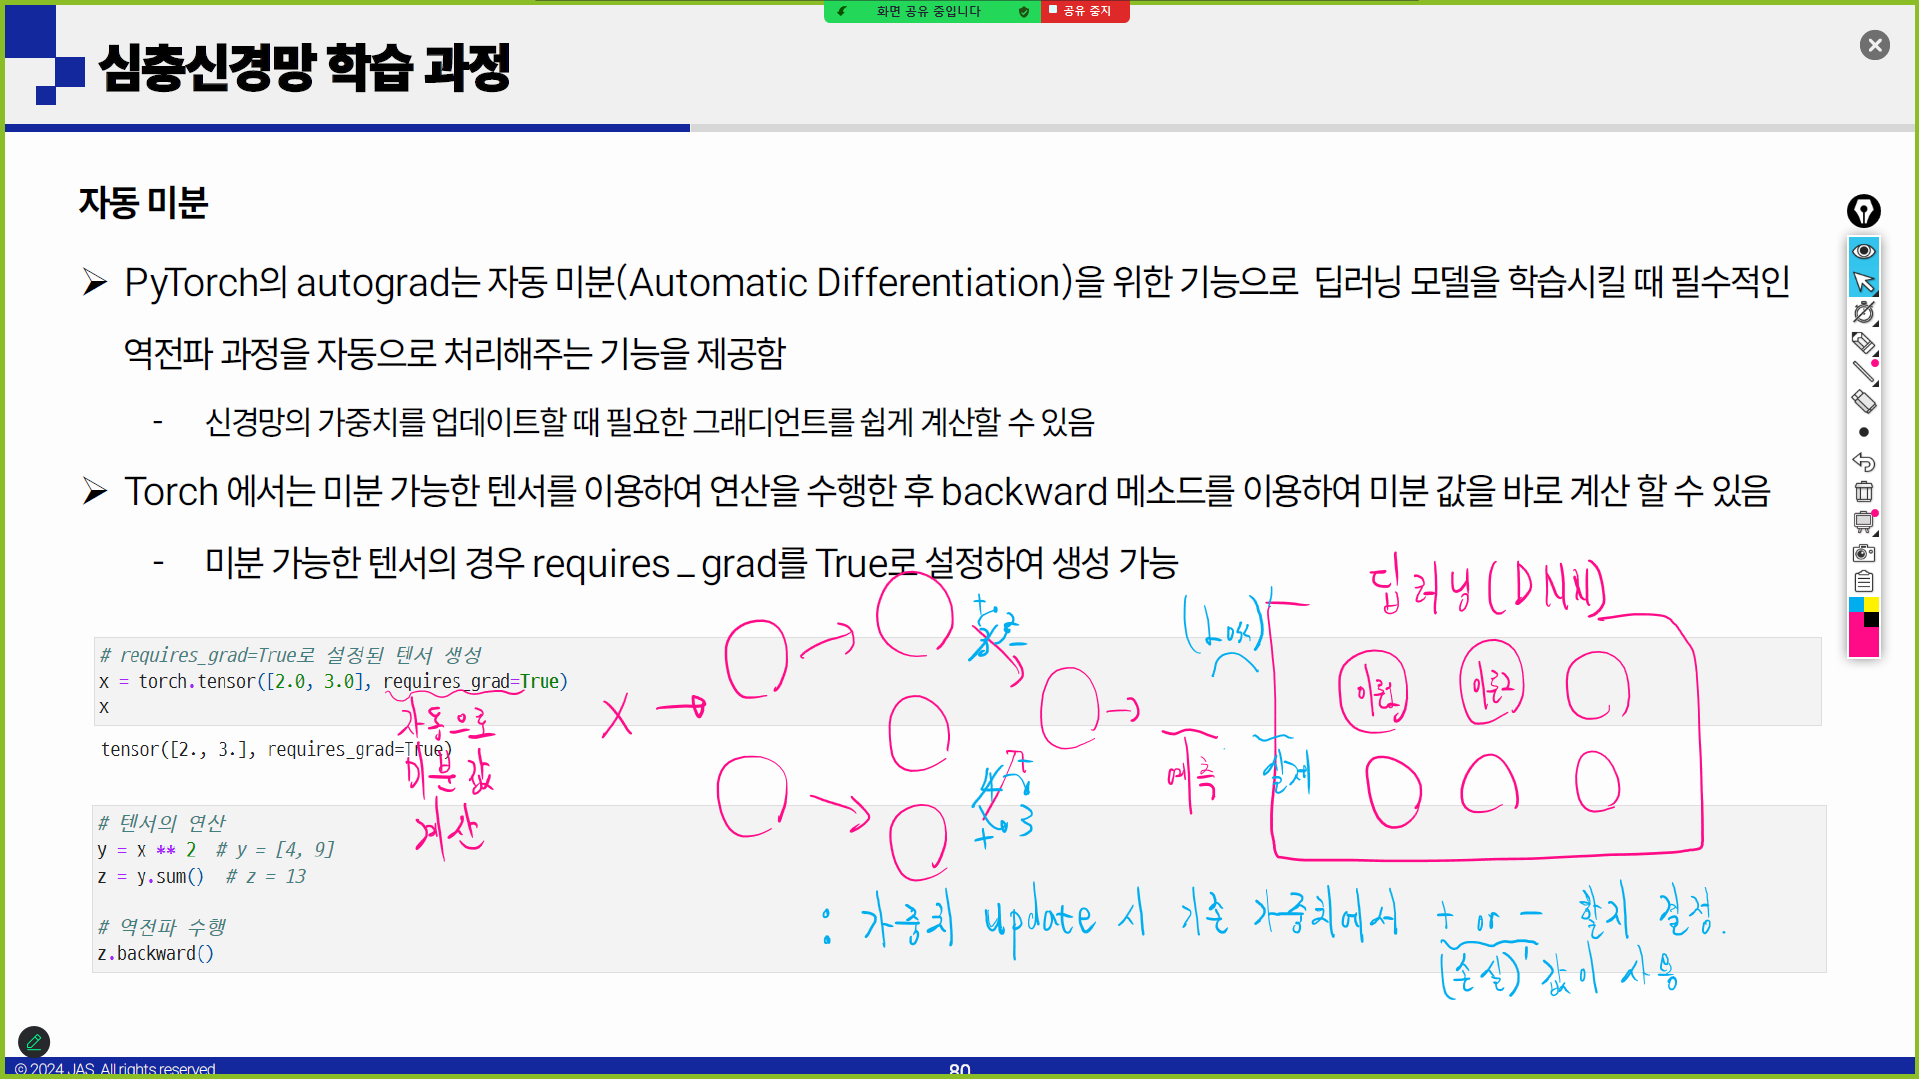 화면 공유 중입니다
공유 중지
심층신경망 학습 과정
자동 미분
➢ PyTorch의 autograd는 자동 미분(Automatic Differentiation)을 위한 기능으로 딥러닝 모델을 학습시킬 때 필수적인
역전파 과정을 자동으로 처리해주는 기능을 제공함
- 신경망의 가중치를 업데이트할 때 필요한 그래디언트를 쉽게 계산할 수 있음
➢ Torch 에서는 미분 가능한 텐서를 이용하여 연산을 수행한 후 backward 메소드를 이용하여 미분 값을 바로 계산 할 수 있음
- 미분 가능한 텐서의 경우 requires_grad를 True로 설정하여 생성 가능
딥러닝(DNN)
(Loss)
# requires_grad=True로 설정된 텐서 생성
x = torch.tensor([2.0, 3.0], requires_grad=True)
x
tensor([2., 3.], requires_grad=True)
자동으로
미분 값
계산
X
+
2
예측
실제
이론2
+
3
# 텐서의 연산
y = x ** 2  # y = [4, 9]
z = y.sum()  # z = 13
# 역전파 수행
z.backward()
: 가중치 update 시 기존 가중치에서 + or - 할지 결정.
(손실)' 값이 사용
© 2024 JAS. All rights reserved
80